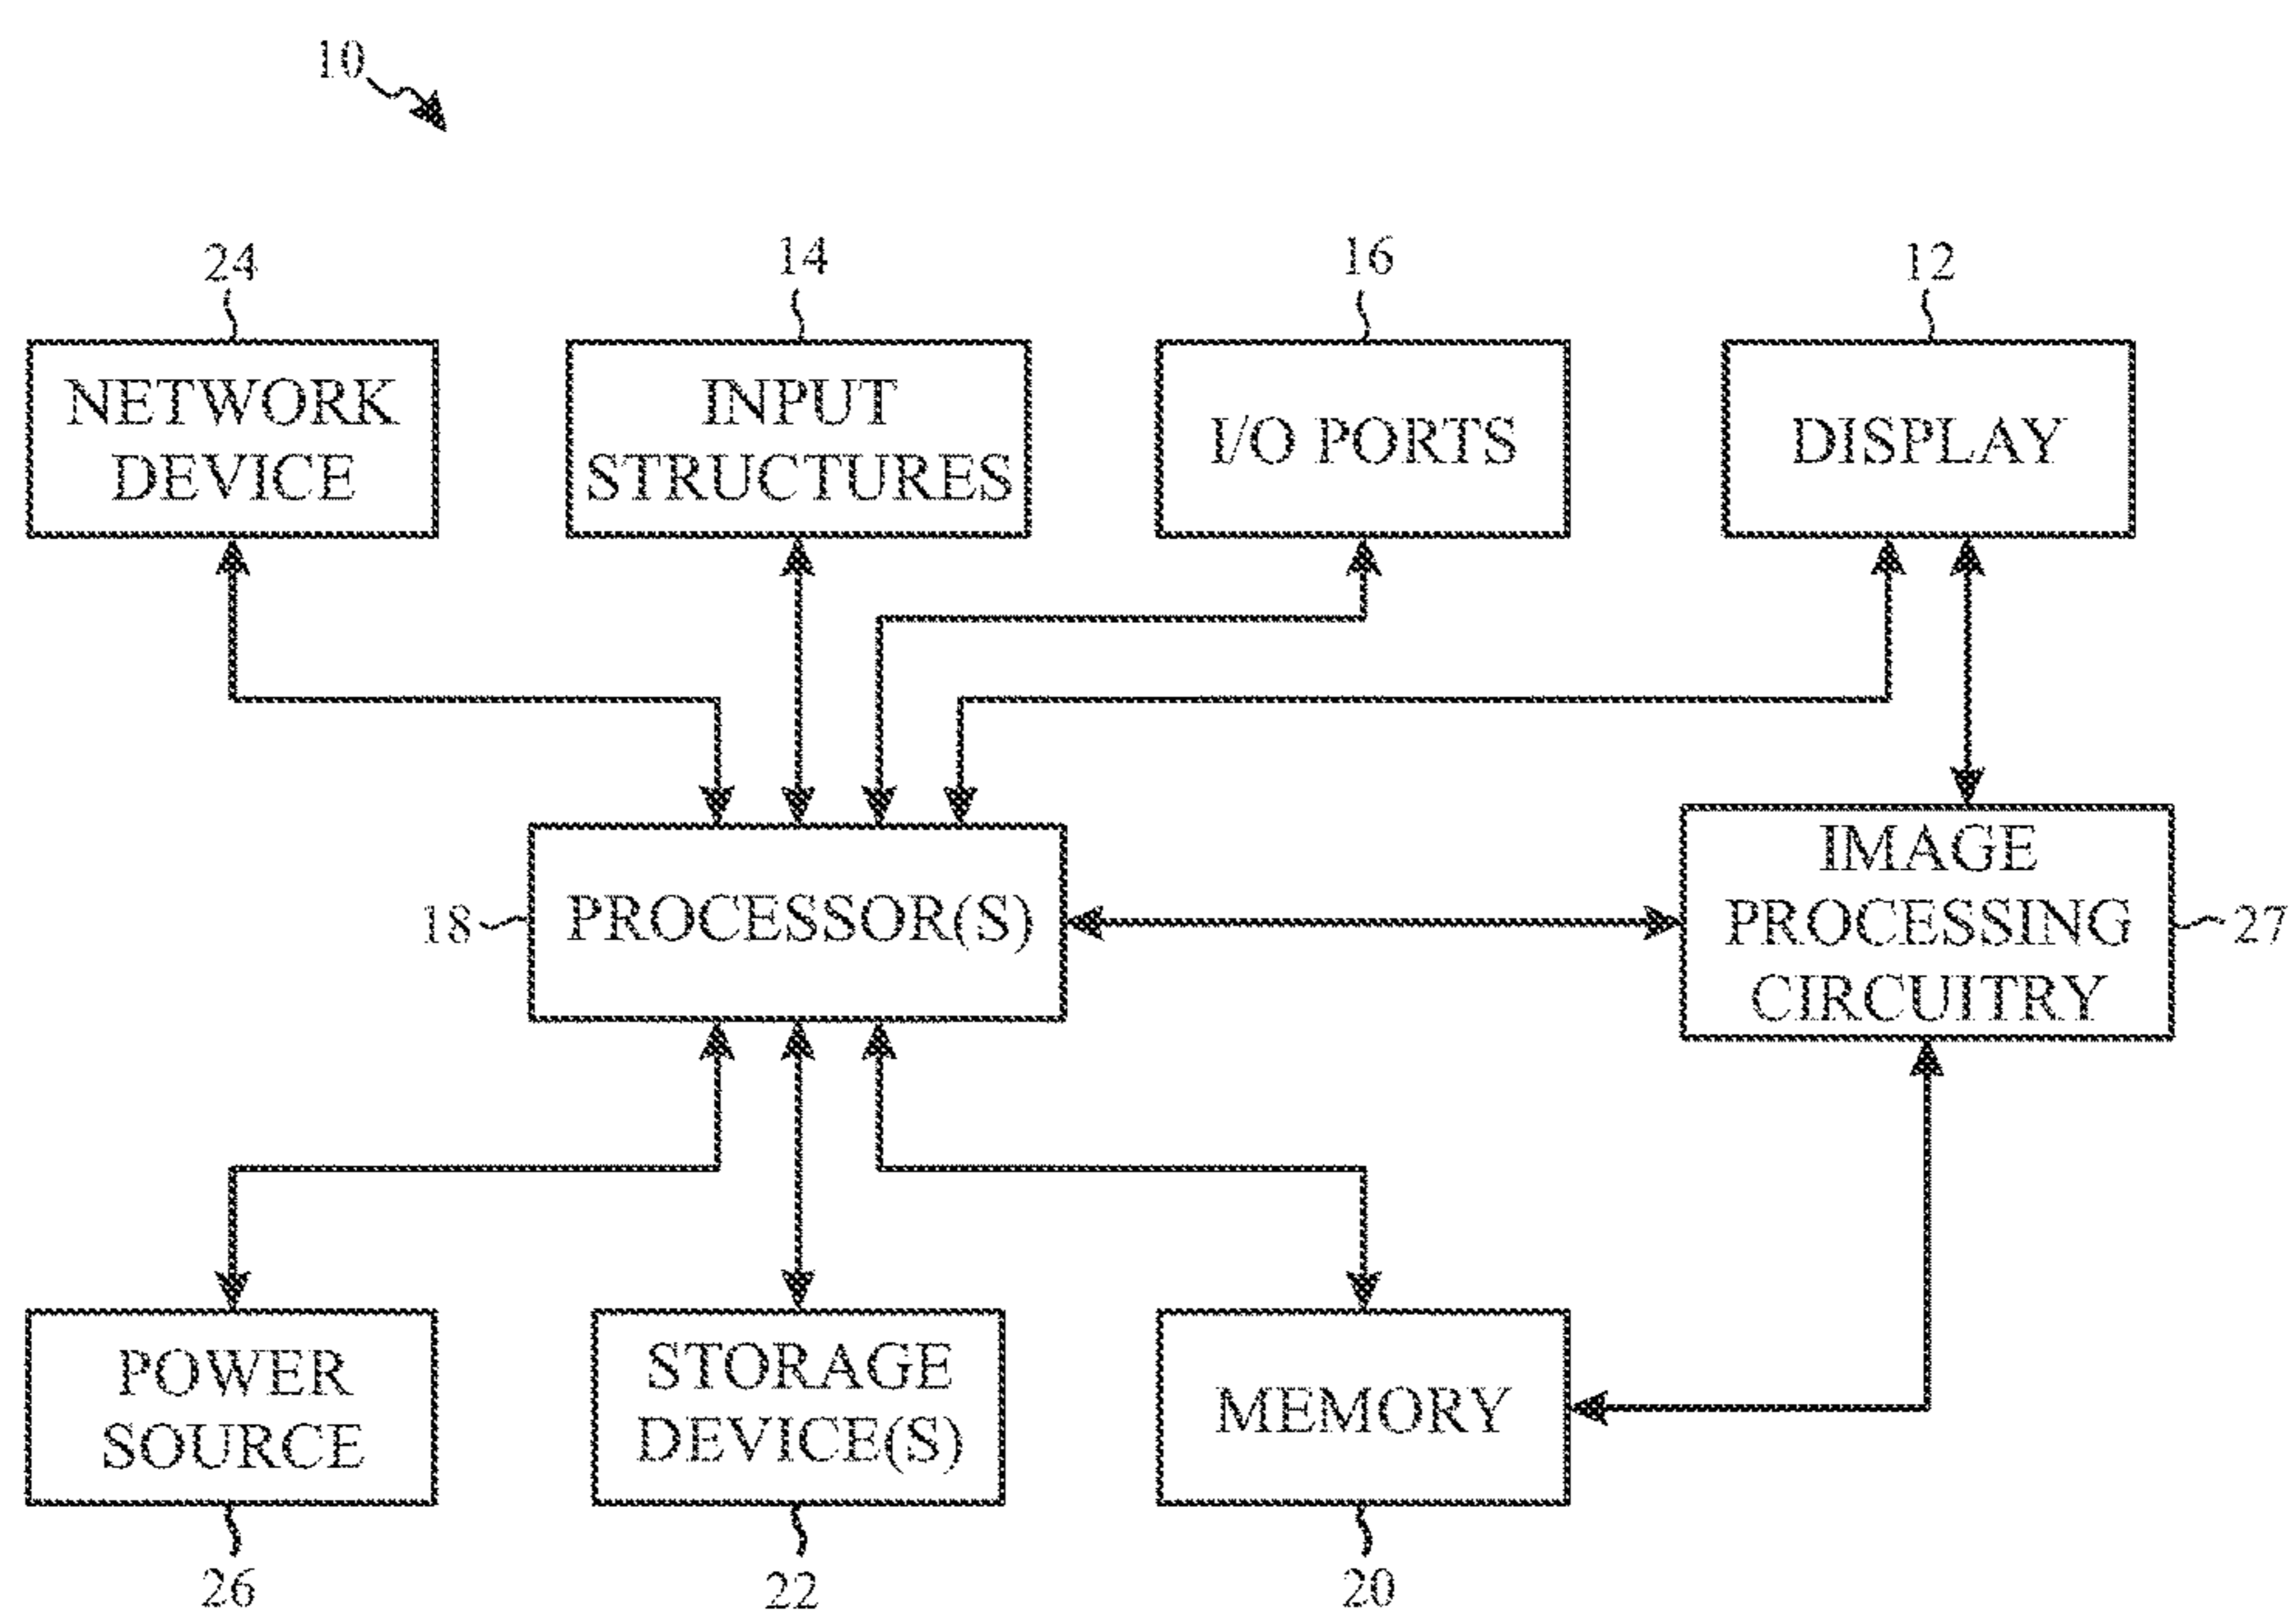 10
24
14
16
12
NETWORK
DEVICE
INPUT
STRUCTURES
I/O PORTS
DISPLAY
18
PROCESSOR(S)
IMAGE
PROCESSING
CIRCUITRY
27
POWER
SOURCE
STORAGE
DEVICE(S)
MEMORY
26
22
20